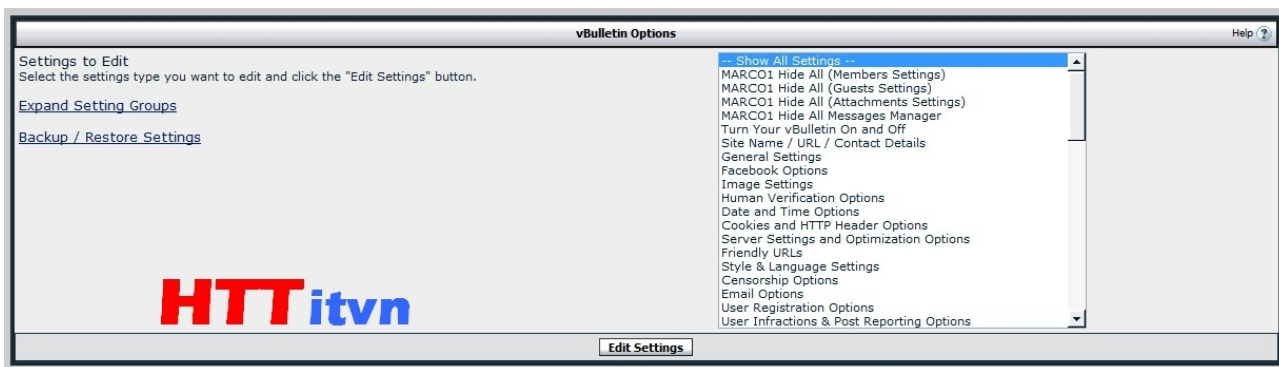 vBulletin Options
Help ?
Settings to Edit
Select the settings type you want to edit and click the "Edit Settings" button.
Expand Setting Groups
Backup / Restore Settings
-- Show All Settings --
MARCO1 Hide All (Members Settings)
MARCO1 Hide All (Guests Settings)
MARCO1 Hide All (Attachments Settings)
MARCO1 Hide All Messages Manager
Turn Your vBulletin On and Off
Site Name / URL / Contact Details
General Settings
Facebook Options
Image Settings
Human Verification Options
Date and Time Options
Cookies and HTTP Header Options
Server Settings and Optimization Options
Friendly URLs
Style & Language Settings
Censorship Options
Email Options
User Registration Options
User Infractions & Post Reporting Options
HTTitvn
Edit Settings